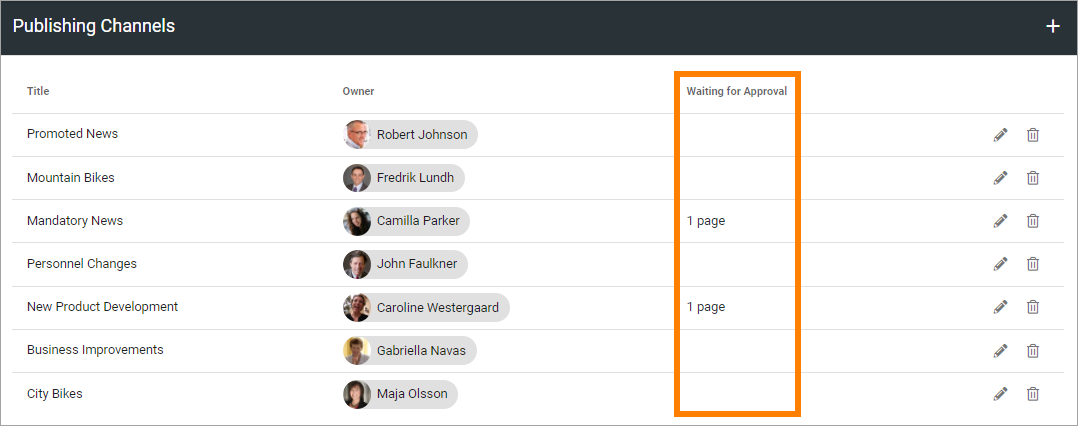 Publishing Channels
Title Owner Waiting for Approval
Promoted News Robert Johnson
Mountain Bikes Fredrik Lundh
Mandatory News Camilla Parker 1 page
Personnel Changes John Faulkner
New Product Development Caroline Westergaard 1 page
Business Improvements Gabriella Navas
City Bikes Maja Olsson